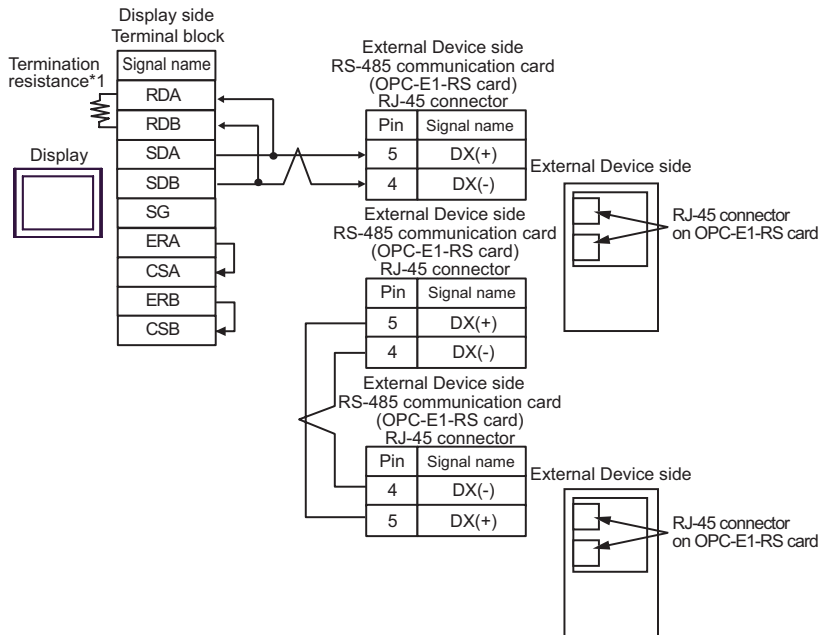 Display side
Terminal block
Termination
resistance*1
Signal name
RDA
RDB
SDA
SDB
SG
ERA
CSA
ERB
CSB
Display
External Device side
RS-485 communication card
(OPC-E1-RS card)
RJ-45 connector
Pin Signal name
5 DX(+)
4 DX(-)
External Device side
RJ-45 connector
on OPC-E1-RS card
External Device side
RS-485 communication card
(OPC-E1-RS card)
RJ-45 connector
Pin Signal name
5 DX(+)
4 DX(-)
External Device side
RS-485 communication card
(OPC-E1-RS card)
RJ-45 connector
Pin Signal name
4 DX(-)
5 DX(+)
External Device side
RJ-45 connector
on OPC-E1-RS card